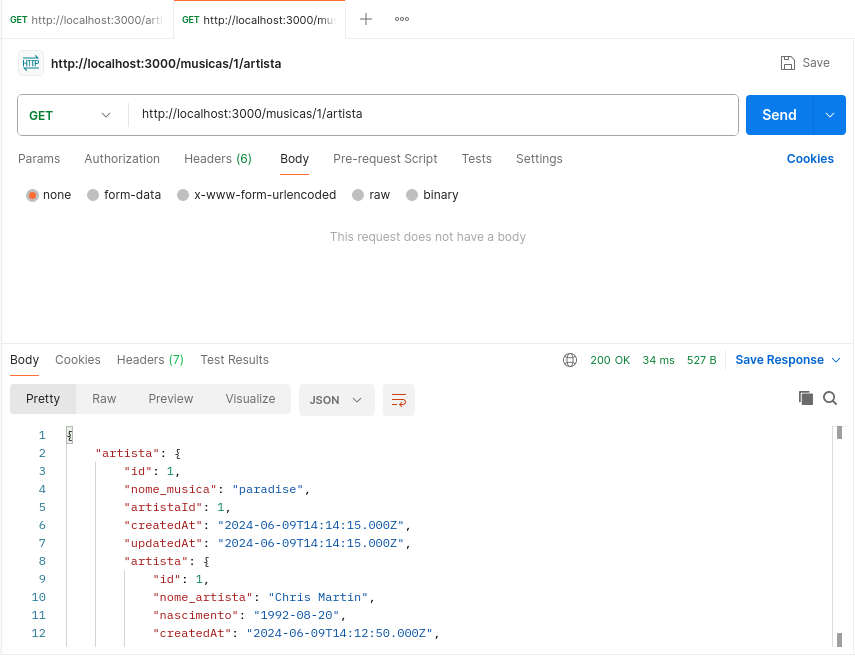 GET http://localhost:3000/arti
GET http://localhost:3000/mu
HTTP http://localhost:3000/musicas/1/artista
Save
GET http://localhost:3000/musicas/1/artista
Send
Params Authorization Headers (6) Body Pre-request Script Tests Settings Cookies
none form-data x-www-form-urlencoded raw binary
This request does not have a body
Body Cookies Headers (7) Test Results 200 OK 34 ms 527 B Save Response
Pretty Raw Preview Visualize JSON
1 {
2 "artista": {
3 "id": 1,
4 "nome_musica": "paradise",
5 "artistaId": 1,
6 "createdAt": "2024-06-09T14:14:15.000Z",
7 "updatedAt": "2024-06-09T14:14:15.000Z",
8 "artista": {
9 "id": 1,
10 "nome_artista": "Chris Martin",
11 "nascimento": "1992-08-20",
12 "createdAt": "2024-06-09T14:12:50.000Z",